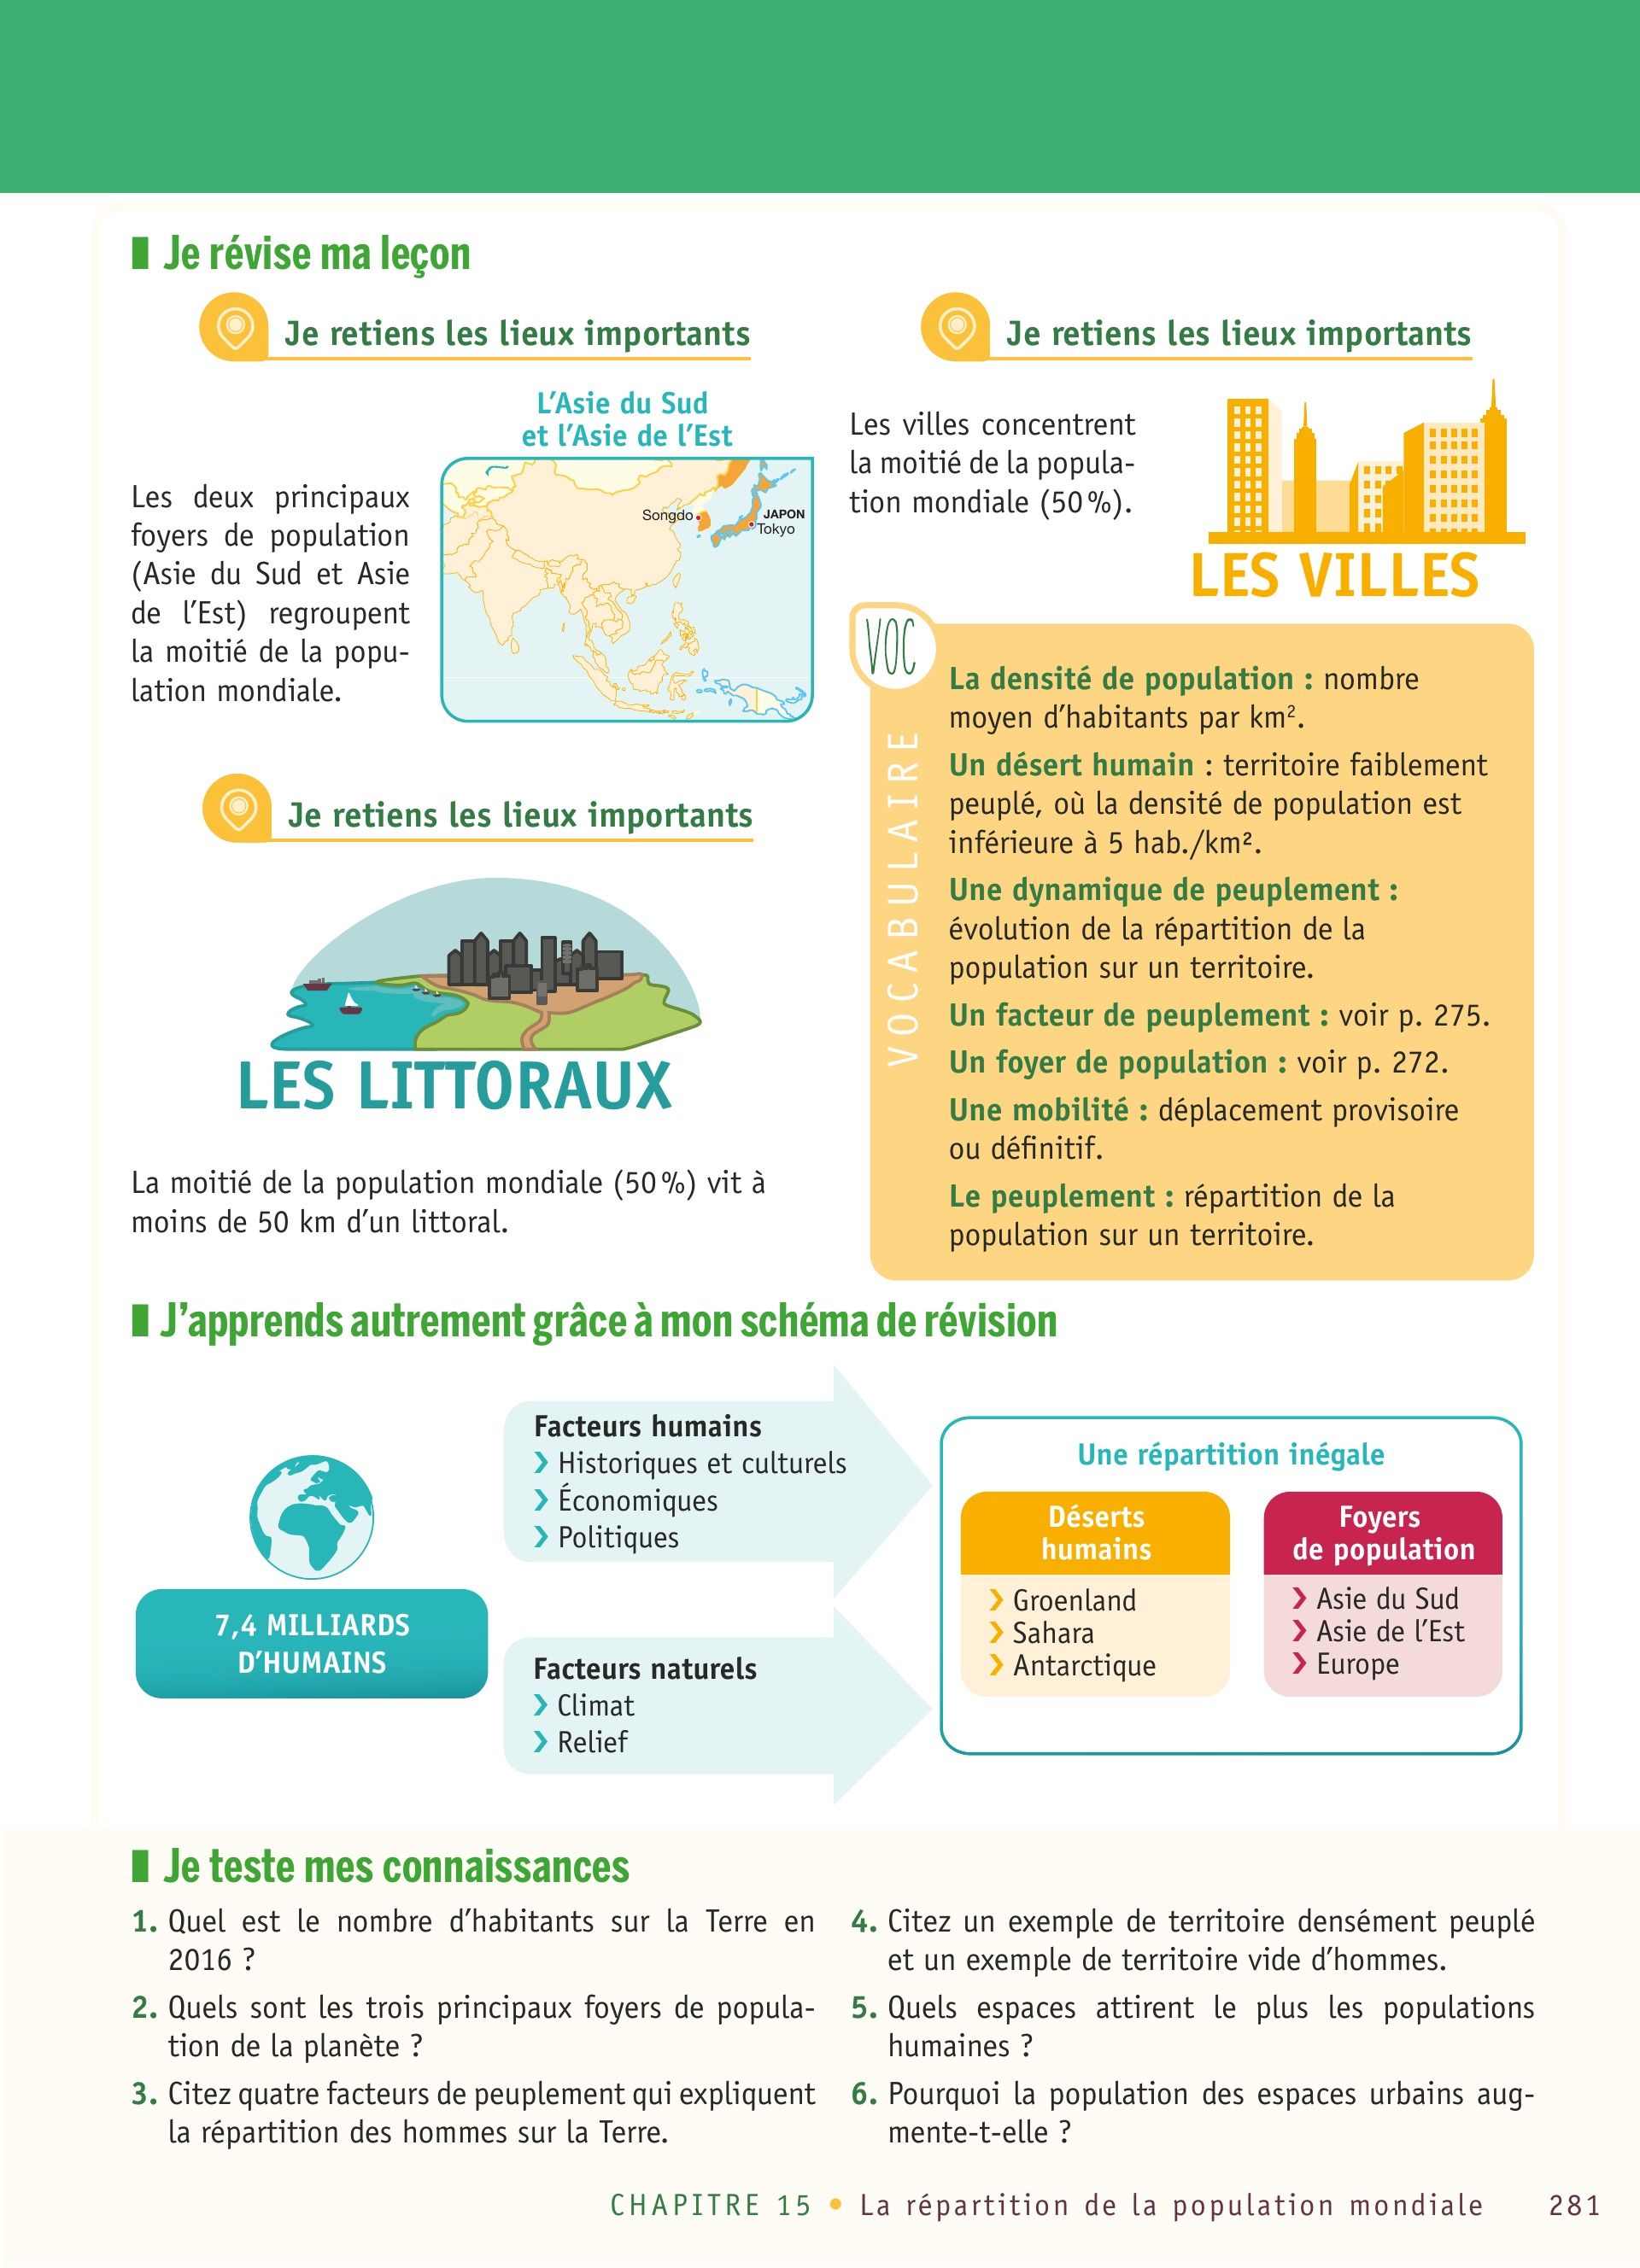 Je révise ma leçon
Je retiens les lieux importants
L'Asie du Sud
et l'Asie de l'Est
Les deux principaux
foyers de population
(Asie du Sud et Asie
de l'Est) regroupent
la moitié de la popu-
lation mondiale.
Songdo
JAPON
Tokyo
Je retiens les lieux importants
LES LITTORAUX
La moitié de la population mondiale (50 %) vit à
moins de 50 km d'un littoral.
Je retiens les lieux importants
Les villes concentrent
la moitié de la popula-
tion mondiale (50 %).
LES VILLES
VOC
VOCABULAIRE
La densité de population : nombre
moyen d'habitants par km².
Un désert humain : territoire faiblement
peuplé, où la densité de population est
inférieure à 5 hab./km².
Une dynamique de peuplement :
évolution de la répartition de la
population sur un territoire.
Un facteur de peuplement : voir p. 275.
Un foyer de population : voir p. 272.
Une mobilité : déplacement provisoire
ou définitif.
Le peuplement : répartition de la
population sur un territoire.
J'apprends autrement grâce à mon schéma de révision
7,4 MILLIARDS
D'HUMAINS
Facteurs humains
❯ Historiques et culturels
❯ Économiques
❯ Politiques
Facteurs naturels
❯ Climat
❯ Relief
Une répartition inégale
Déserts
humains
❯ Groenland
❯ Sahara
❯ Antarctique
Foyers
de population
❯ Asie du Sud
❯ Asie de l'Est
❯ Europe
Je teste mes connaissances
1. Quel est le nombre d'habitants sur la Terre en
2016 ?
2. Quels sont les trois principaux foyers de popula-
tion de la planète ?
3. Citez quatre facteurs de peuplement qui expliquent
la répartition des hommes sur la Terre.
4. Citez un exemple de territoire densément peuplé
et un exemple de territoire vide d'hommes.
5. Quels espaces attirent le plus les populations
humaines ?
6. Pourquoi la population des espaces urbains aug-
mente-t-elle ?
CHAPITRE 15 • La répartition de la population mondiale 281